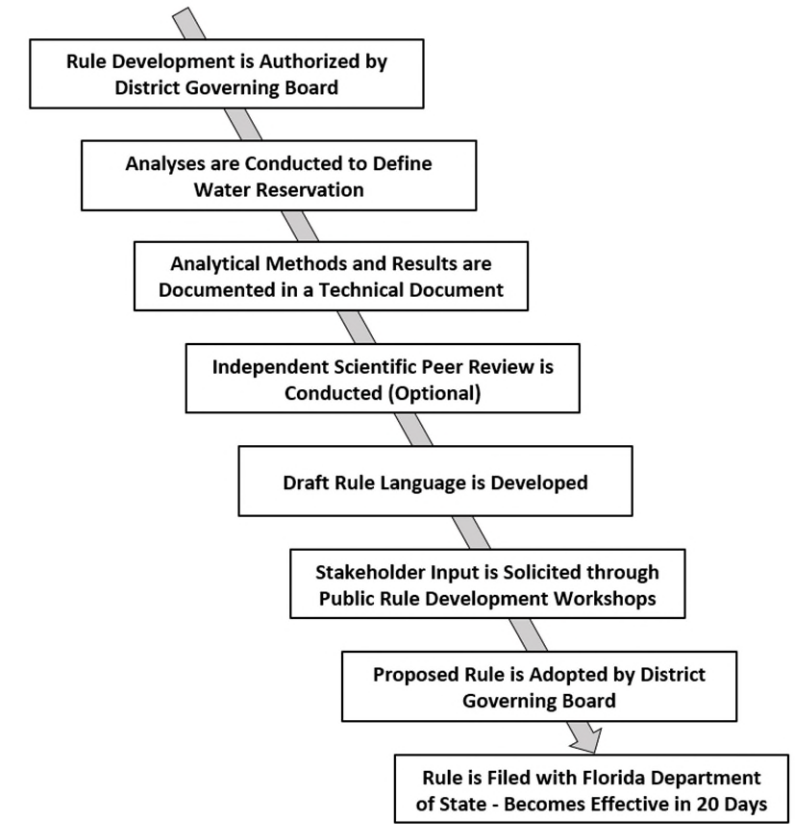 Rule Development is Authorized by
District Governing Board
Analyses are Conducted to Define
Water Reservation
Analytical Methods and Results are
Documented in a Technical Document
Independent Scientific Peer Review is
Conducted (Optional)
Draft Rule Language is Developed
Stakeholder Input is Solicited through
Public Rule Development Workshops
Proposed Rule is Adopted by District
Governing Board
Rule is Filed with Florida Department
of State - Becomes Effective in 20 Days